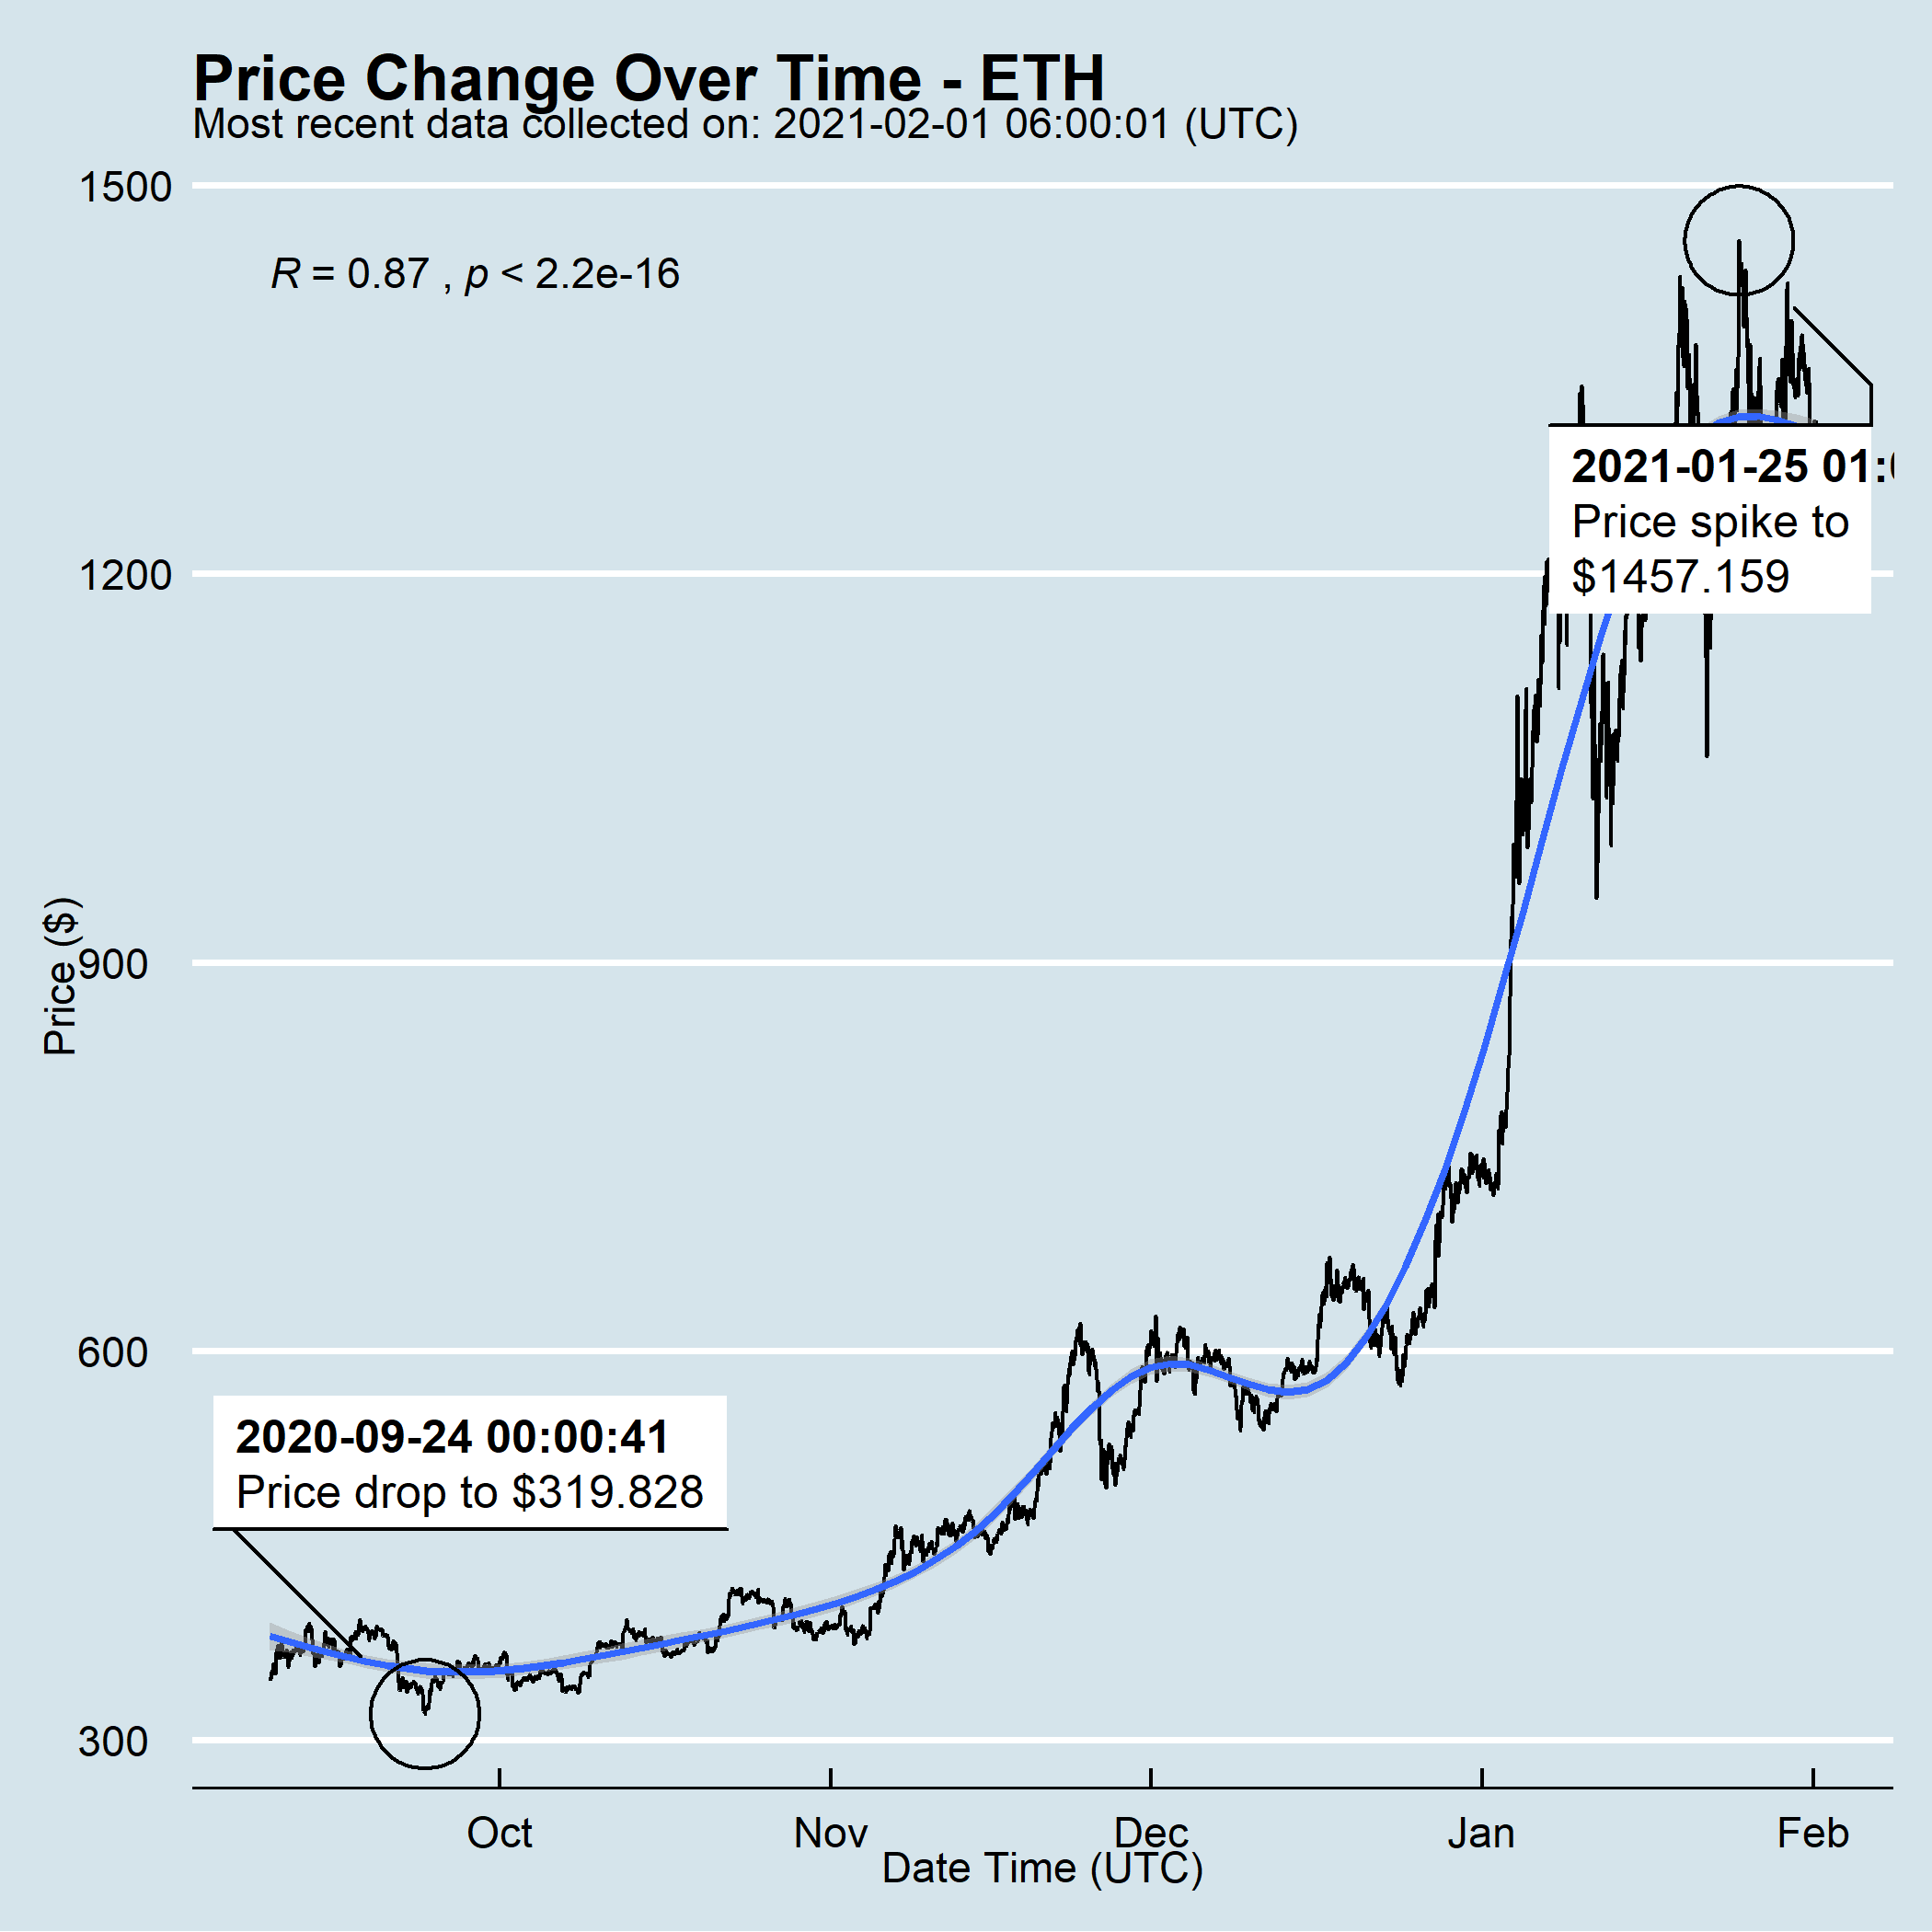 Price Change Over Time - ETH
Most recent data collected on: 2021-02-01 06:00:01 (UTC)
1500
R = 0.87 , p < 2.2e-16
2021-01-25 01:
Price spike to
$1457.159
1200
Price ($)
900
600
2020-09-24 00:00:41
Price drop to $319.828
300
Oct Nov Dec Jan Feb
Date Time (UTC)